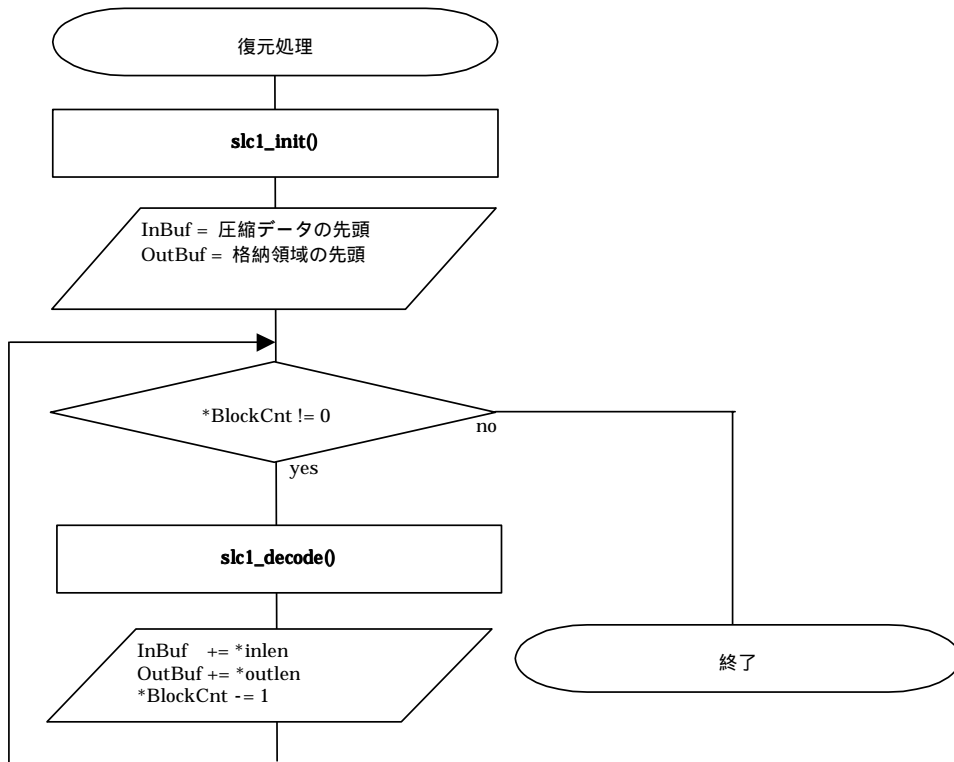 復元処理
slc1_init()
InBuf = 圧縮データの先頭
OutBuf = 格納領域の先頭
*BlockCnt != 0
no
yes
slc1_decode()
InBuf += *inlen
OutBuf += *outlen
*BlockCnt -= 1
終了